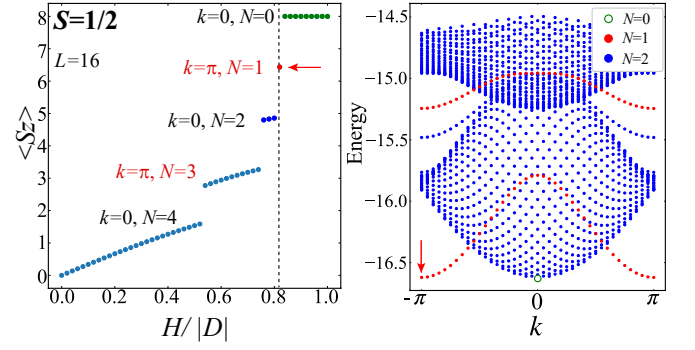 S=1/2
L=16
k=0, N=0
k=π, N=1
k=0, N=2
k=π, N=3
k=0, N=4
<Sz>
8
7
6
5
4
3
2
1
0
0.0 0.2 0.4 0.6 0.8 1.0
H/|D|
Energy
N=0
N=1
N=2
−14.5
−15.0
−15.5
−16.0
−16.5
-π 0 π
k